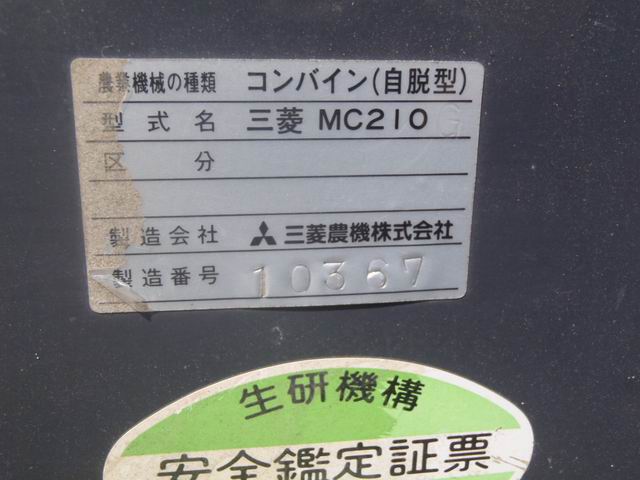 農業機械の種類 コンバイン(自脱型)
型式名 三菱 MC210G
区分
製造会社 三菱農機株式会社
製造番号 10367
生研機構
安全鑑定証票